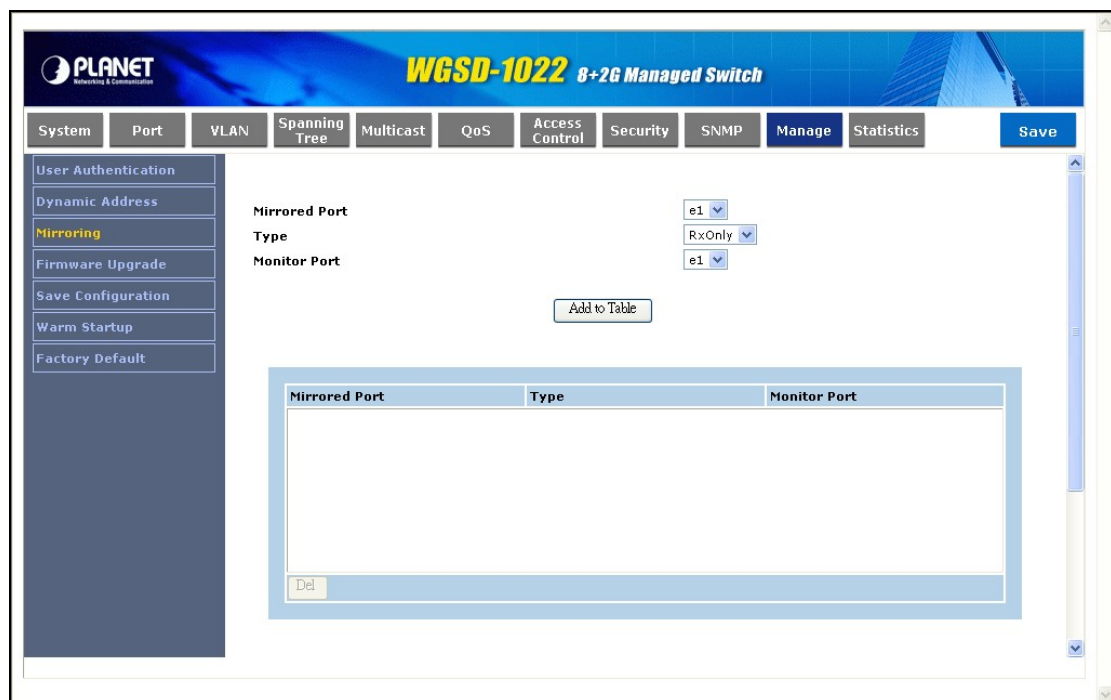 PLANET
Networking & Communication
WGSD-1022 8+2G Managed Switch
System
Port
VLAN
Spanning
Tree
Multicast
QoS
Access
Control
Security
SNMP
Manage
Statistics
Save
User Authentication
Dynamic Address
Mirroring
Firmware Upgrade
Save Configuration
Warm Startup
Factory Default
Mirrored Port e1
Type RxOnly
Monitor Port e1
Add to Table
Mirrored Port Type Monitor Port
Del